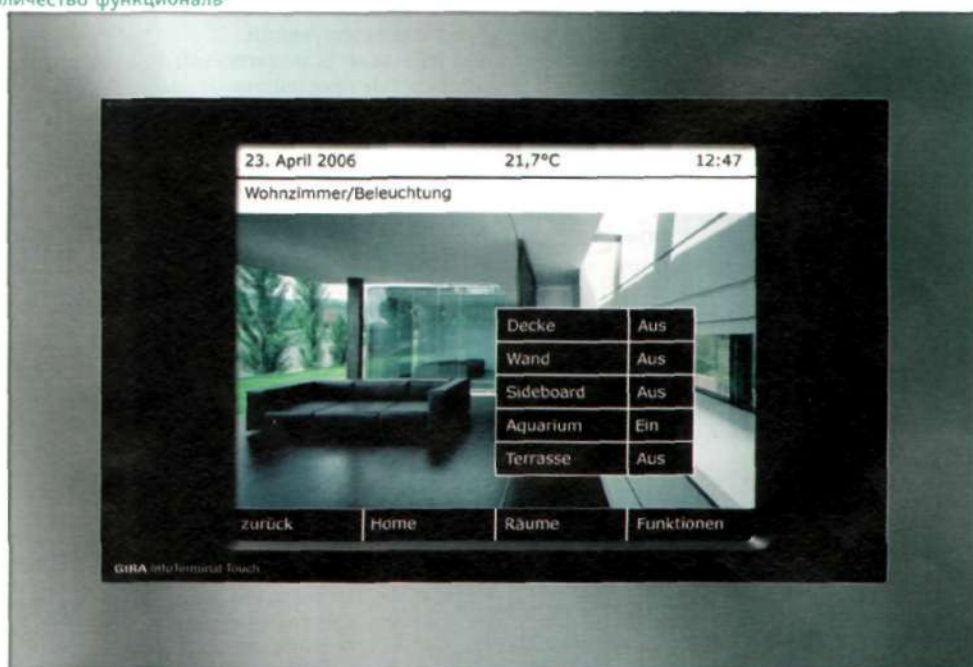 23. April 2006 21,7°C 12:47
Wohnzimmer/Beleuchtung
Decke Aus
Wand Aus
Sideboard Aus
Aquarium Ein
Terrasse Aus
zurück Home Räume Funktionen
GIRA InfoTerminal Touch